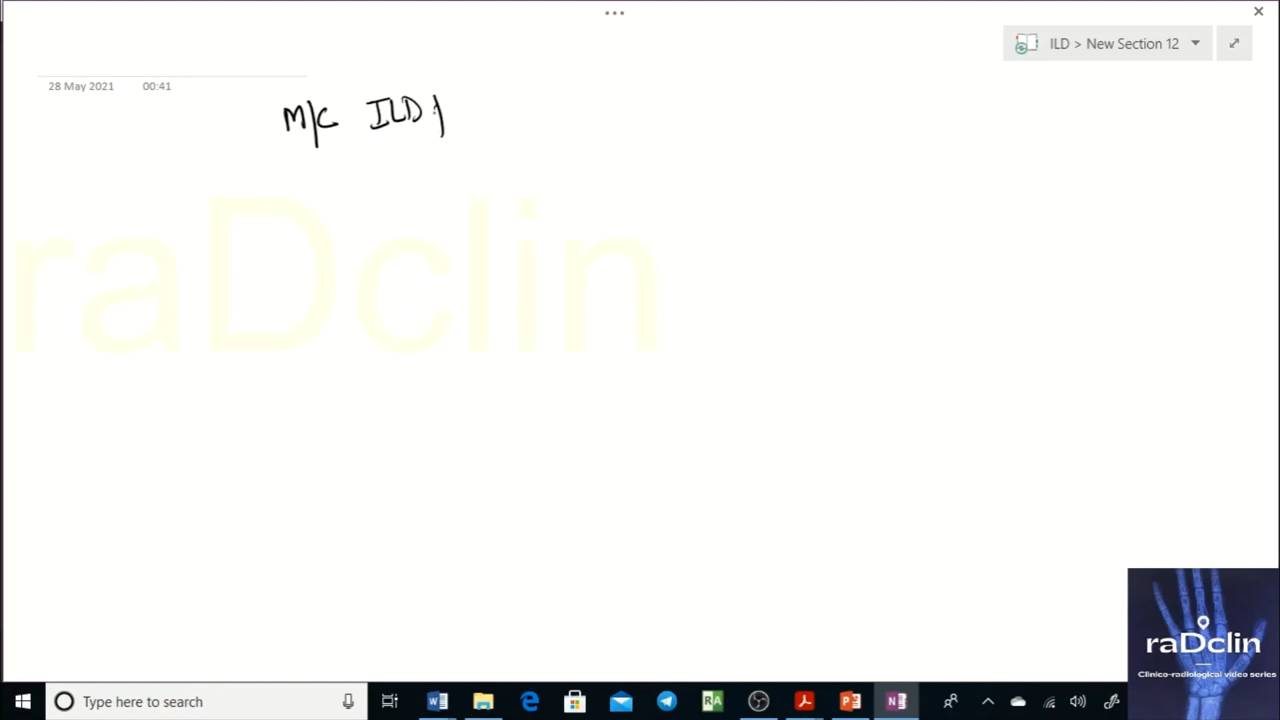 ILD > New Section 12
28 May 2021 00:41
M/C ILD
raDclin
raDclin
Clinico-radiological video series
Type here to search